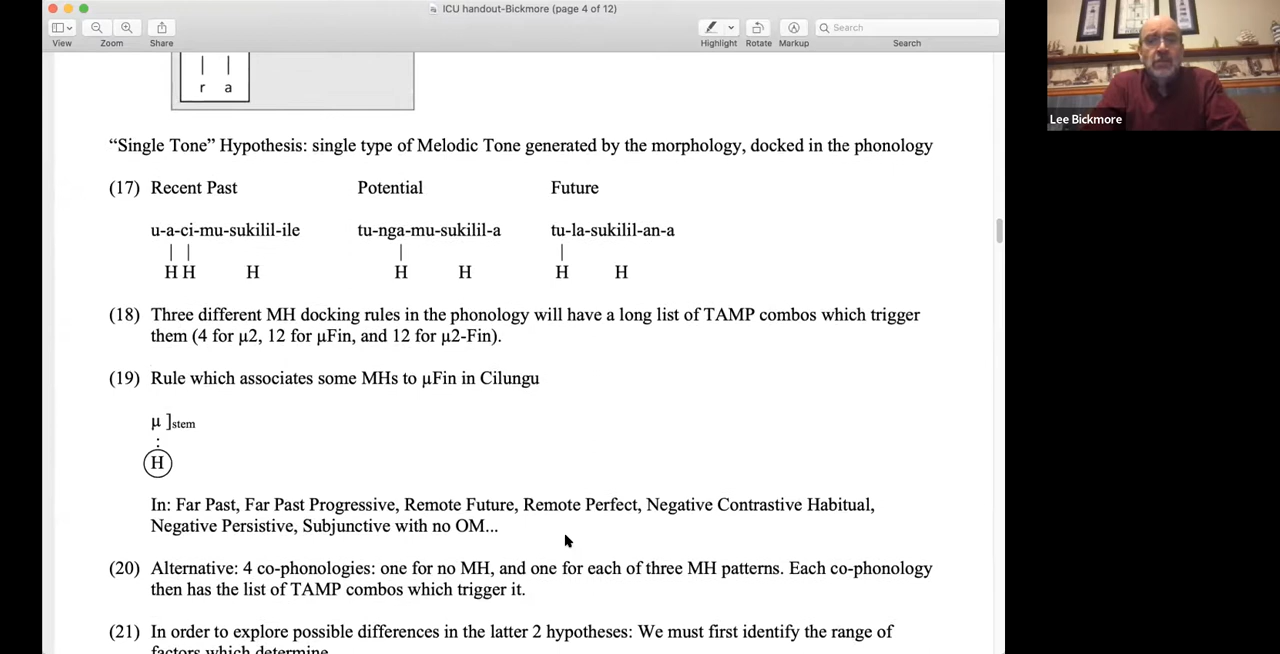 ICU handout-Bickmore (page 4 of 12)
View Zoom Share Highlight Rotate Markup Search
Search
Lee Bickmore
r a
“Single Tone” Hypothesis: single type of Melodic Tone generated by the morphology, docked in the phonology
(17) Recent Past Potential Future
u-a-ci-mu-sukilil-ile tu-nga-mu-sukilil-a tu-la-sukilil-an-a
H H H H H H H
(18) Three different MH docking rules in the phonology will have a long list of TAMP combos which trigger
them (4 for μ2, 12 for μFin, and 12 for μ2-Fin).
(19) Rule which associates some MHs to μFin in Cilungu
μ ]stem
:
H
In: Far Past, Far Past Progressive, Remote Future, Remote Perfect, Negative Contrastive Habitual,
Negative Persistive, Subjunctive with no OM...
(20) Alternative: 4 co-phonologies: one for no MH, and one for each of three MH patterns. Each co-phonology
then has the list of TAMP combos which trigger it.
(21) In order to explore possible differences in the latter 2 hypotheses: We must first identify the range of
factors which determine